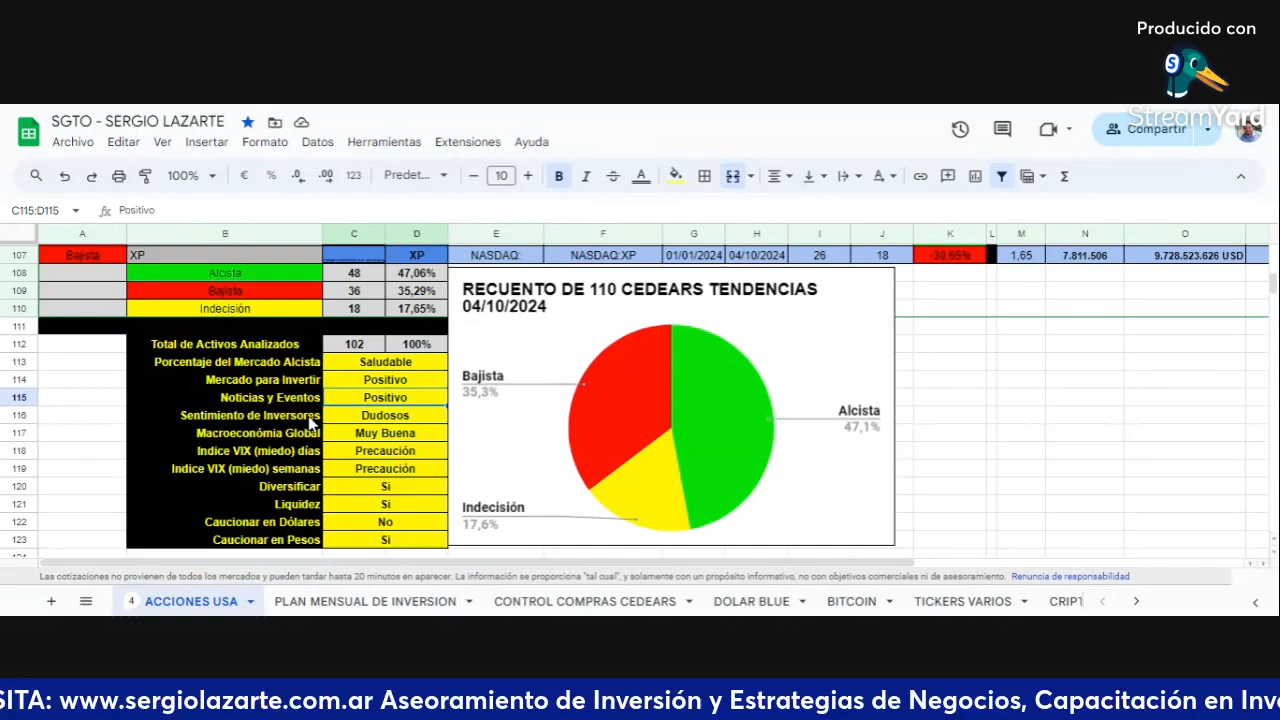 Producido con
StreamYard
SGTO - SERGIO LAZARTE
Archivo Editar Ver Insertar Formato Datos Herramientas Extensiones Ayuda
Compartir
100% € % .0 .00 123 Predet... − 10 + B I S A Σ
C115:D115 fx Positivo
A B C D E F G H I J K L M N O
107 Bajista XP XP NASDAQ: NASDAQ:XP 01/01/2024 04/10/2024 26 18 -30,65% 1,65 7.811.506 9.728.523.626 USD
108 Alcista 48 47,06%
109 Bajista 36 35,29%
110 Indecisión 18 17,65%
111
112 Total de Activos Analizados 102 100%
113 Porcentaje del Mercado Alcista Saludable
114 Mercado para Invertir Positivo
115 Noticias y Eventos Positivo
116 Sentimiento de Inversores Dudosos
117 Macroeconómia Global Muy Buena
118 Indice VIX (miedo) días Precaución
119 Indice VIX (miedo) semanas Precaución
120 Diversificar Si
121 Liquidez Si
122 Caucionar en Dólares No
123 Caucionar en Pesos Si
RECUENTO DE 110 CEDEARS TENDENCIAS
04/10/2024
Bajista
35,3%
Alcista
47,1%
Indecisión
17,6%
Las cotizaciones no provienen de todos los mercados y pueden tardar hasta 20 minutos en aparecer. La información se proporciona "tal cual", y solamente con un propósito informativo, no con objetivos comerciales ni de asesoramiento. Renuncia de responsabilidad
4 ACCIONES USA PLAN MENSUAL DE INVERSION CONTROL COMPRAS CEDEARS DOLAR BLUE BITCOIN TICKERS VARIOS CRIPT
SITA: www.sergiolazarte.com.ar Aseoramiento de Inversión y Estrategias de Negocios, Capacitación en Inv